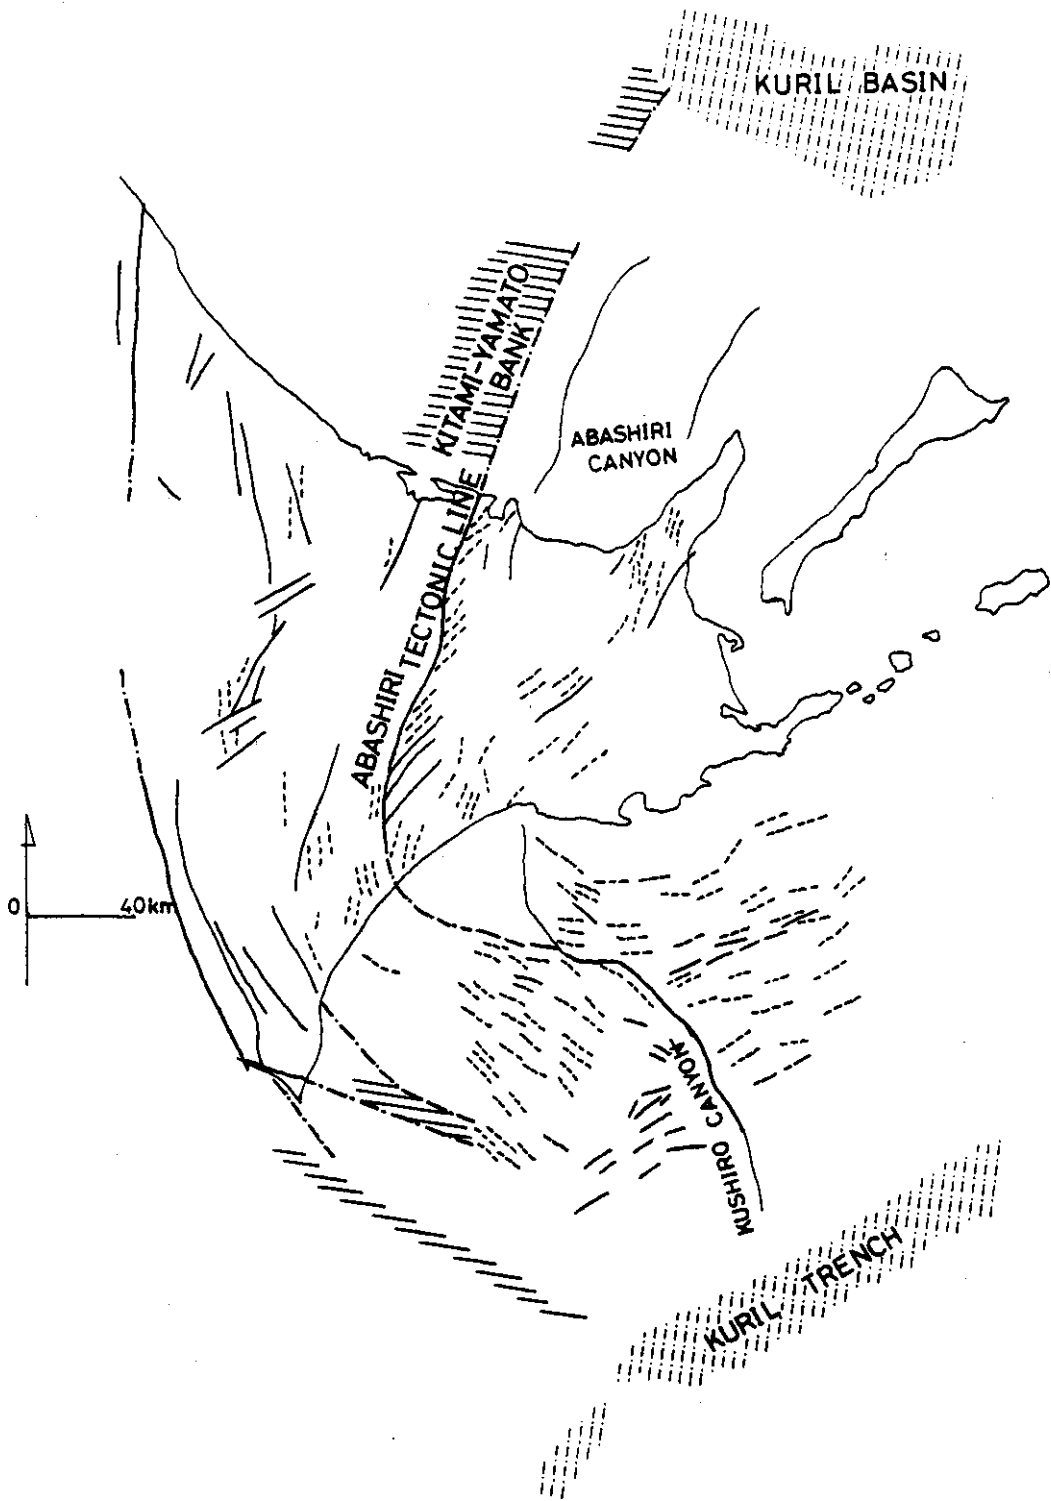 KURIL BASIN
KITAMI-YAMATO
BANK
ABASHIRI
CANYON
ABASHIRI TECTONIC LINE
0 40km
KUSHIRO CANYON
KURIL TRENCH